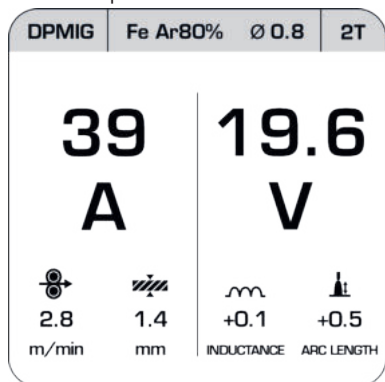 DPMIG Fe Ar80% Ø 0.8 2T
39 19.6
A V
2.8 1.4 +0.1 +0.5
m/min mm INDUCTANCE ARC LENGTH